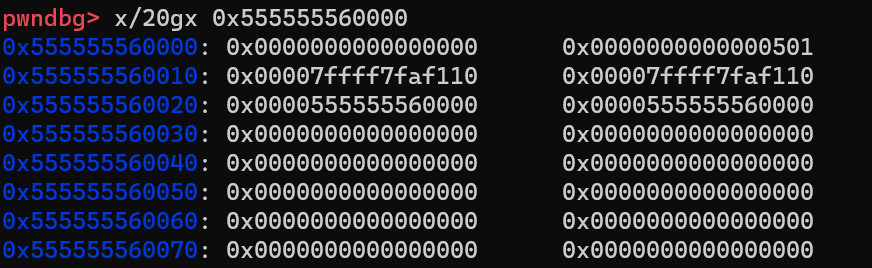 pwndbg> x/20gx 0x555555560000
0x555555560000: 0x0000000000000000 0x0000000000000501
0x555555560010: 0x00007ffff7faf110 0x00007ffff7faf110
0x555555560020: 0x0000555555560000 0x0000555555560000
0x555555560030: 0x0000000000000000 0x0000000000000000
0x555555560040: 0x0000000000000000 0x0000000000000000
0x555555560050: 0x0000000000000000 0x0000000000000000
0x555555560060: 0x0000000000000000 0x0000000000000000
0x555555560070: 0x0000000000000000 0x0000000000000000